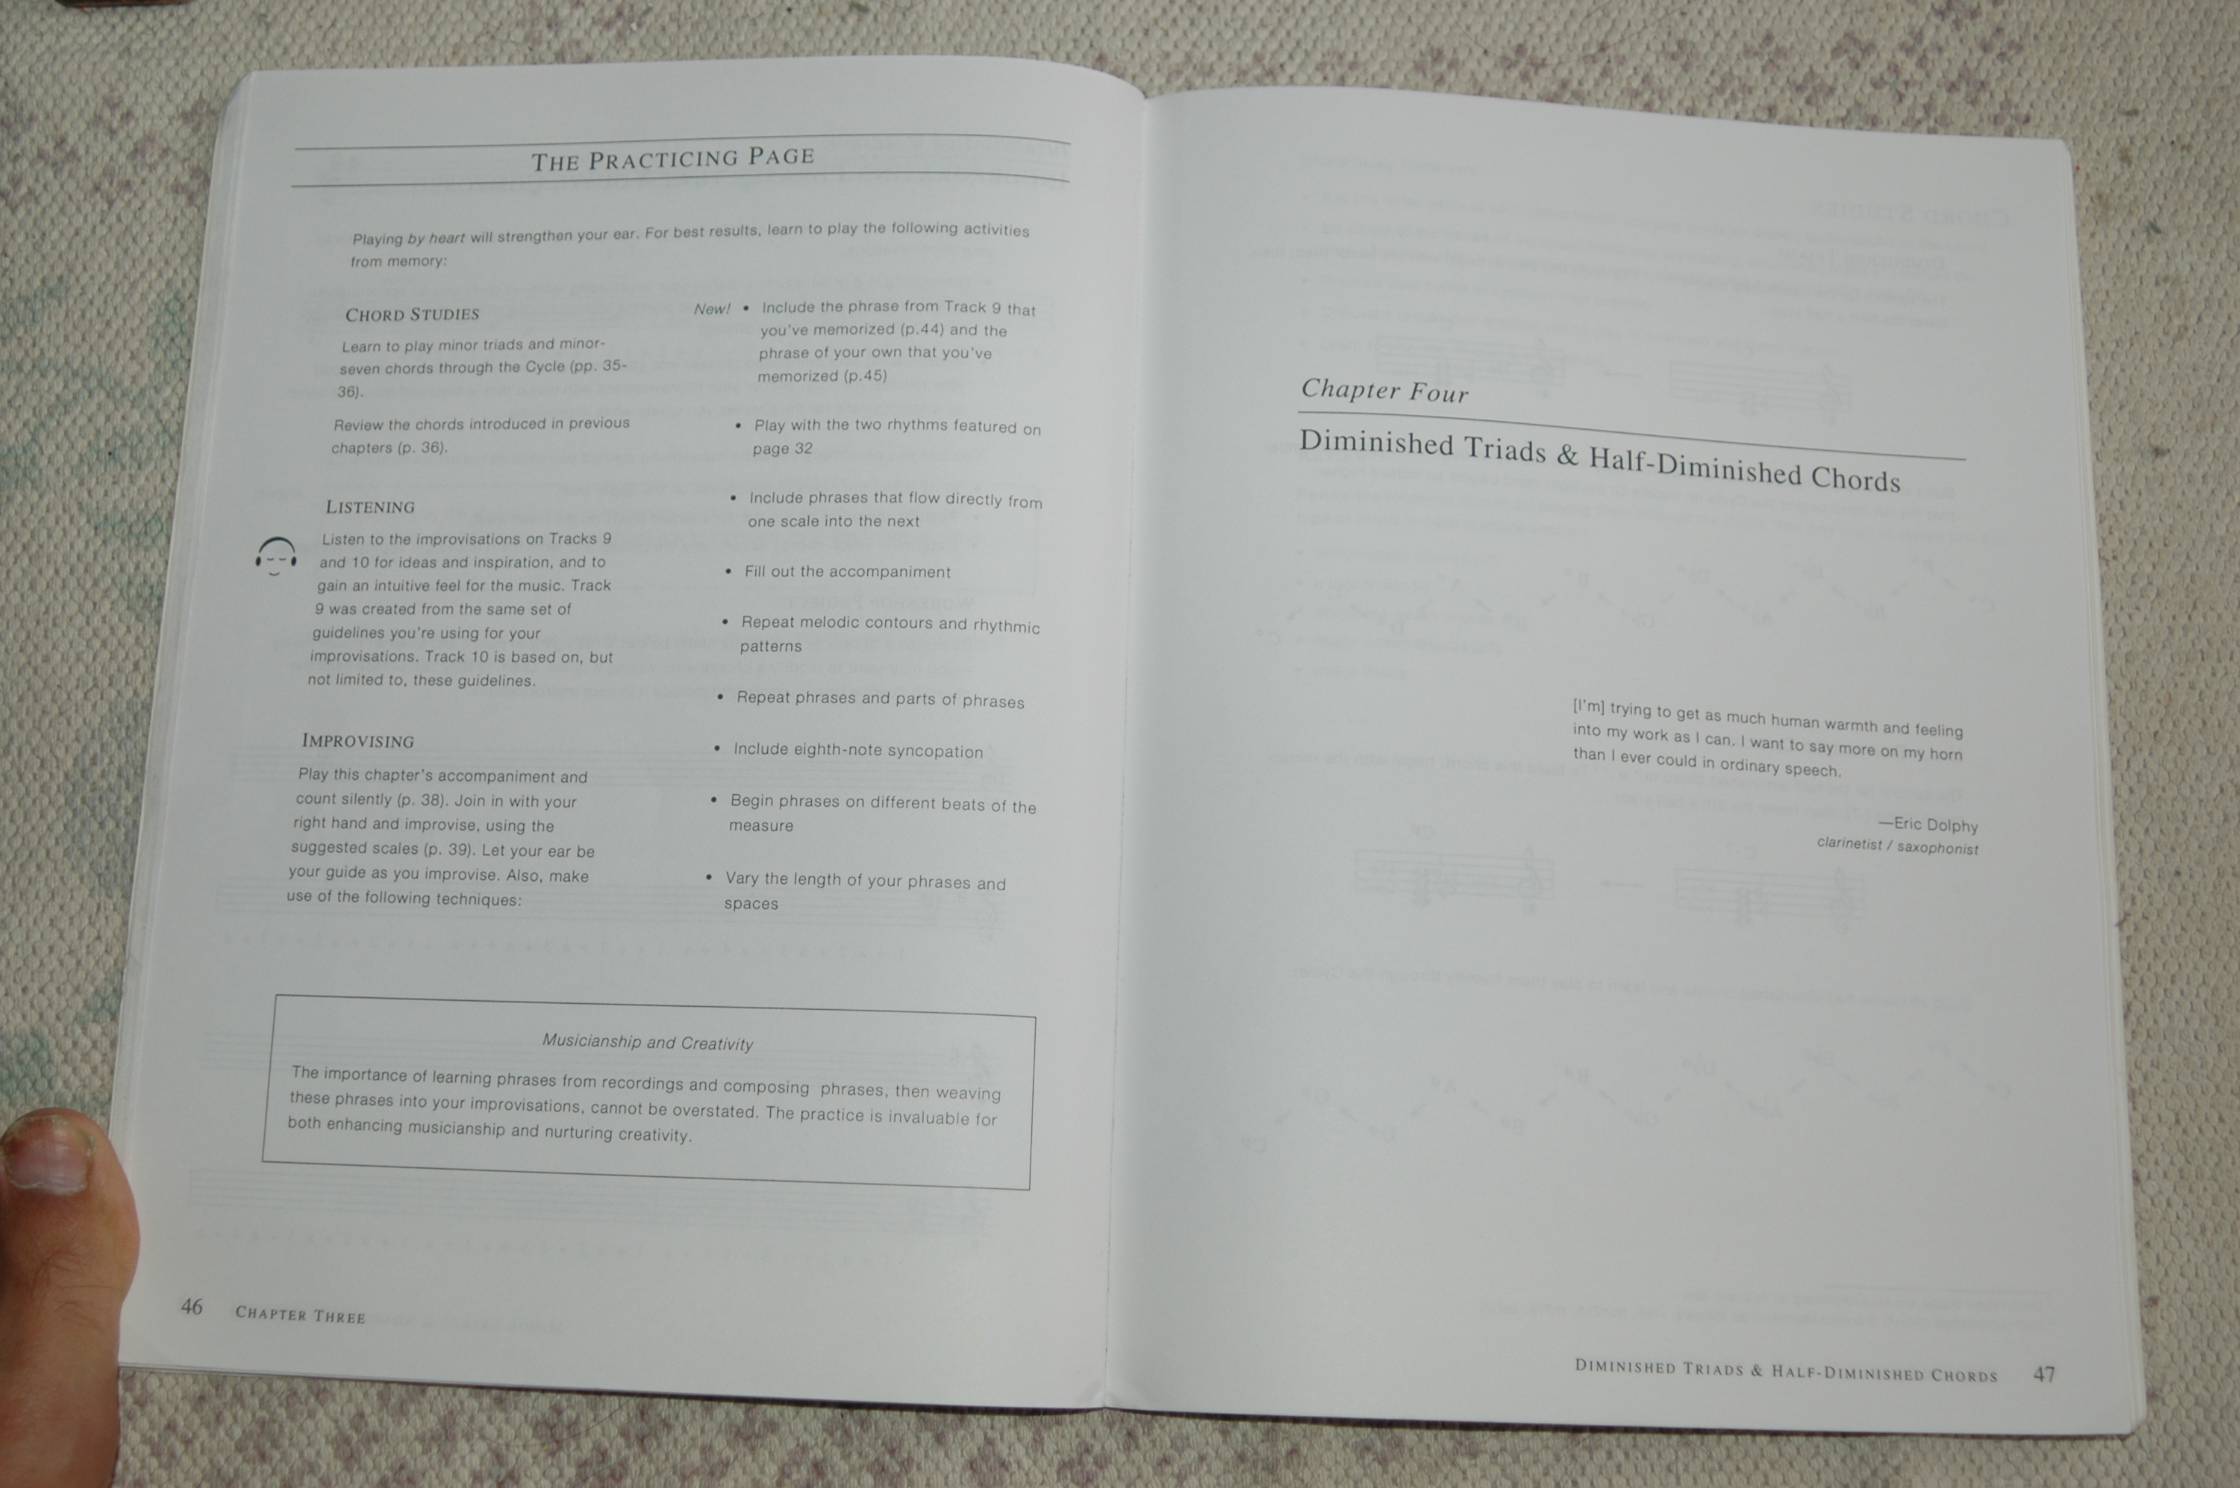 THE PRACTICING PAGE
Playing by heart will strengthen your ear. For best results, learn to play the following activities
from memory:
CHORD STUDIES
Learn to play minor triads and minor-
seven chords through the Cycle (pp. 35-
36).
Review the chords introduced in previous
chapters (p. 36).
LISTENING
Listen to the improvisations on Tracks 9
and 10 for ideas and inspiration, and to
gain an intuitive feel for the music. Track
9 was created from the same set of
guidelines you're using for your
improvisations. Track 10 is based on, but
not limited to, these guidelines.
IMPROVISING
Play this chapter's accompaniment and
count silently (p. 38). Join in with your
right hand and improvise, using the
suggested scales (p. 39). Let your ear be
your guide as you improvise. Also, make
use of the following techniques:
New! • Include the phrase from Track 9 that
you've memorized (p.44) and the
phrase of your own that you've
memorized (p.45)
• Play with the two rhythms featured on
page 32
• Include phrases that flow directly from
one scale into the next
• Fill out the accompaniment
• Repeat melodic contours and rhythmic
patterns
• Repeat phrases and parts of phrases
• Include eighth-note syncopation
• Begin phrases on different beats of the
measure
• Vary the length of your phrases and
spaces
Musicianship and Creativity
The importance of learning phrases from recordings and composing phrases, then weaving
these phrases into your improvisations, cannot be overstated. The practice is invaluable for
both enhancing musicianship and nurturing creativity.
46 CHAPTER THREE
Chapter Four
Diminished Triads & Half-Diminished Chords
[I'm] trying to get as much human warmth and feeling
into my work as I can. I want to say more on my horn
than I ever could in ordinary speech.
—Eric Dolphy
clarinetist / saxophonist
DIMINISHED TRIADS & HALF-DIMINISHED CHORDS 47